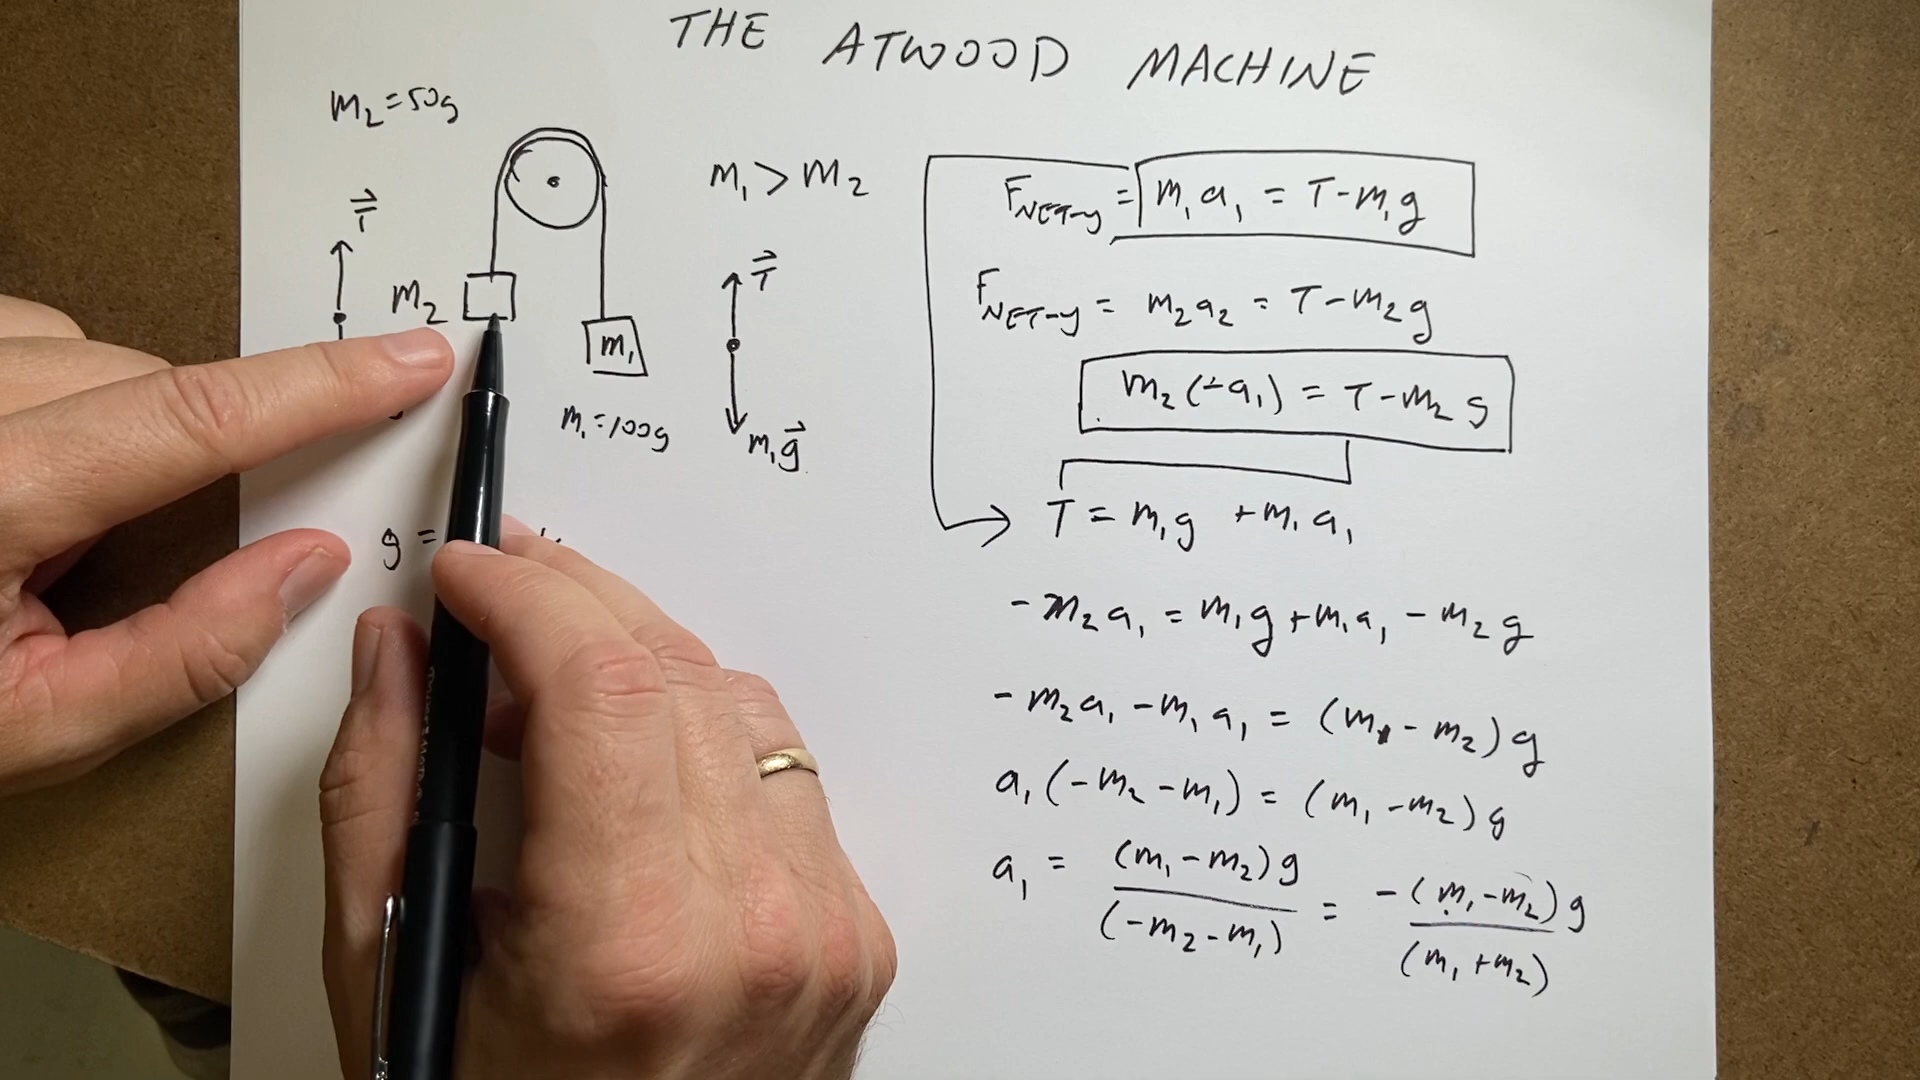 THE ATWOOD MACHINE
m₂ = 50g
T⃗
m₂
m₁
m₁ = 100g
g =
m₁ > m₂
T⃗
m₁g⃗
F_NET-y = m₁a₁ = T - m₁g
F_NET-y = m₂a₂ = T - m₂g
m₂(-a₁) = T - m₂g
T = m₁g + m₁a₁
-m₂a₁ = m₁g + m₁a₁ - m₂g
-m₂a₁ - m₁a₁ = (m₁ - m₂)g
a₁(-m₂ - m₁) = (m₁ - m₂)g
a₁ = (m₁ - m₂)g / (-m₂ - m₁) = -(m₁ - m₂)g / (m₁ + m₂)